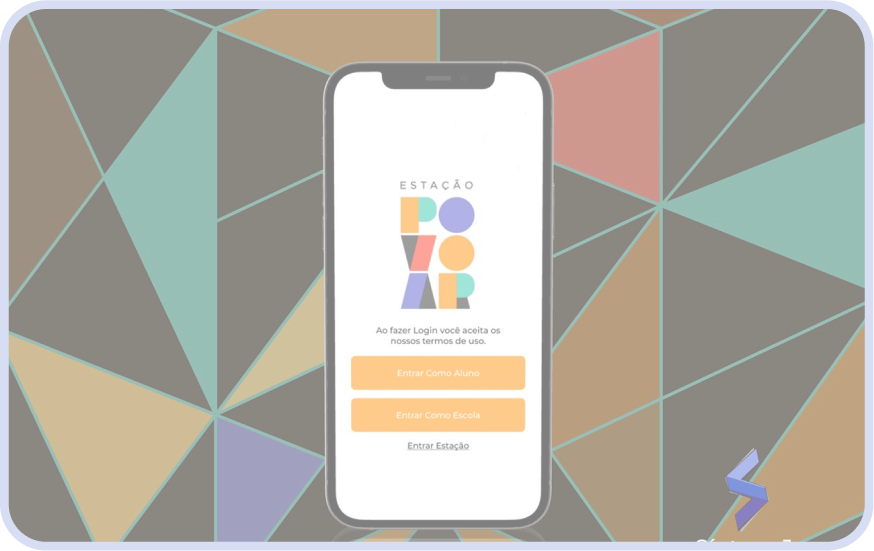 ESTAÇÃO
PO
VO
AR
Ao fazer Login você aceita os
nossos termos de uso.
Entrar Como Aluno
Entrar Como Escola
Entrar Estação